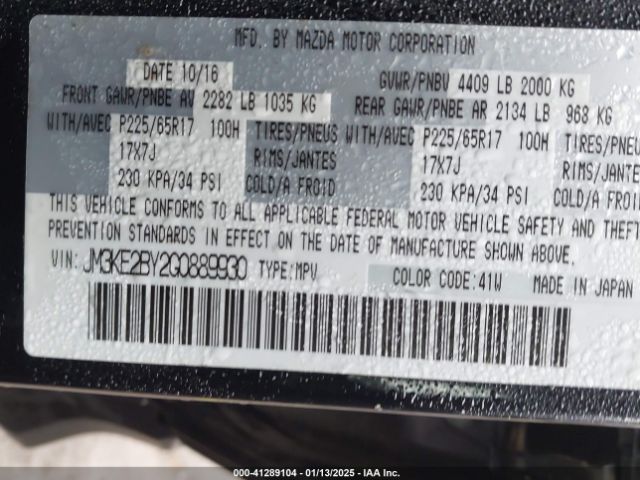 MFD. BY MAZDA MOTOR CORPORATION
DATE 10/16 GVWR/PNBV 4409 LB 2000 KG
FRONT GAWR/PNBE AV 2282 LB 1035 KG REAR GAWR/PNBE AR 2134 LB 968 KG
WITH/AVEC P225/65R17 100H TIRES/PNEUS WITH/AVEC P225/65R17 100H TIRES/PNEUS
17X7J RIMS/JANTES 17X7J RIMS/JANTES
230 KPA/34 PSI COLD/A FROID 230 KPA/34 PSI COLD/A FROID
THIS VEHICLE CONFORMS TO ALL APPLICABLE FEDERAL MOTOR VEHICLE SAFETY AND THEFT
PREVENTION STANDARDS IN EFFECT ON THE DATE OF MANUFACTURE SHOWN ABOVE.
VIN: JM3KE2BY2G0889930 TYPE:MPV COLOR CODE:41W MADE IN JAPAN
000-41289104 - 01/13/2025 - IAA Inc.